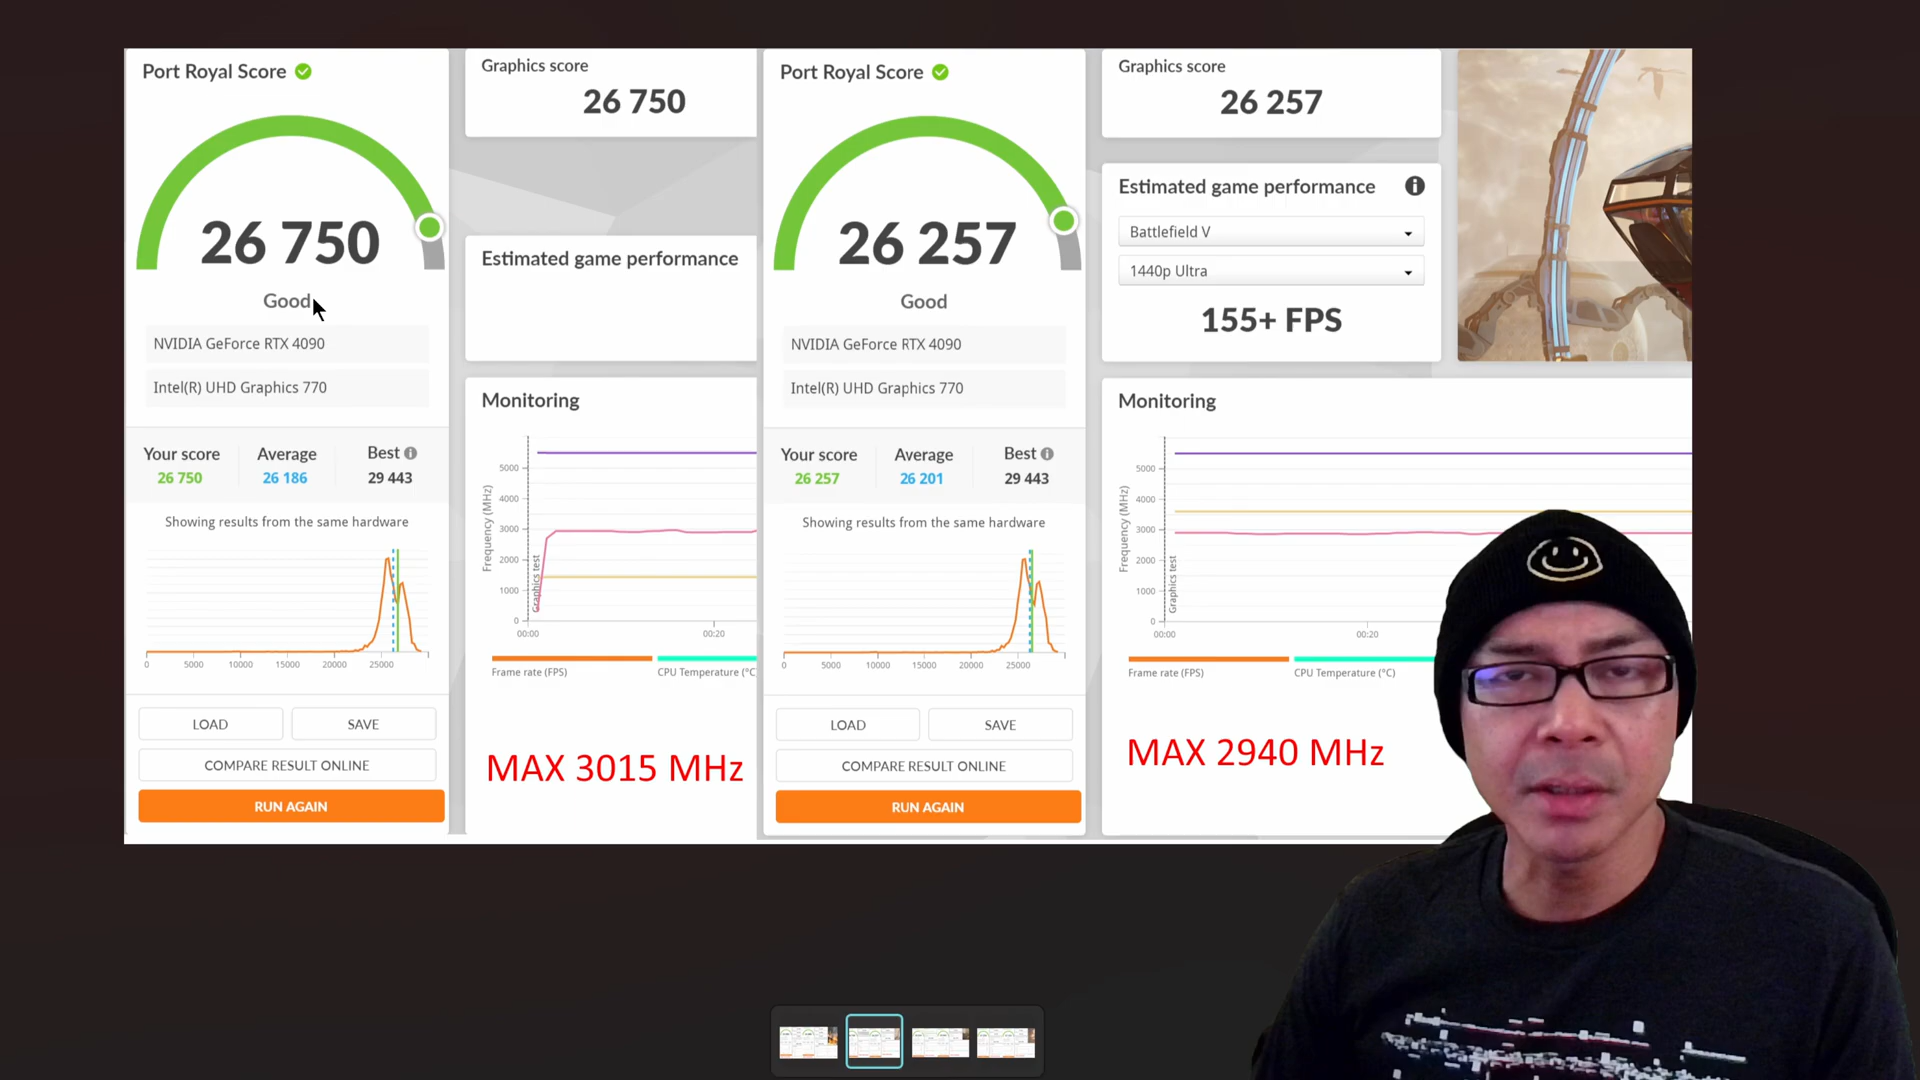 Port Royal Score
26 750
Good
NVIDIA GeForce RTX 4090
Intel(R) UHD Graphics 770
Your score
Average
Best
26 750
26 186
29 443
Showing results from the same hardware
0
5000
10000
15000
20000
25000
LOAD
SAVE
COMPARE RESULT ONLINE
RUN AGAIN
Graphics score
26 750
Estimated game performance
Monitoring
Frequency (MHz)
5000
4000
3000
2000
1000
0
Graphics test
00:00
00:20
Frame rate (FPS)
CPU Temperature (°C
MAX 3015 MHz
Port Royal Score
26 257
Good
NVIDIA GeForce RTX 4090
Intel(R) UHD Graphics 770
Your score
Average
Best
26 257
26 201
29 443
Showing results from the same hardware
0
5000
10000
15000
20000
25000
LOAD
SAVE
COMPARE RESULT ONLINE
RUN AGAIN
Graphics score
26 257
Estimated game performance
Battlefield V
1440p Ultra
155+ FPS
Monitoring
Frequency (MHz)
5000
4000
3000
2000
1000
0
Graphics test
00:00
00:20
Frame rate (FPS)
CPU Temperature (°C)
MAX 2940 MHz